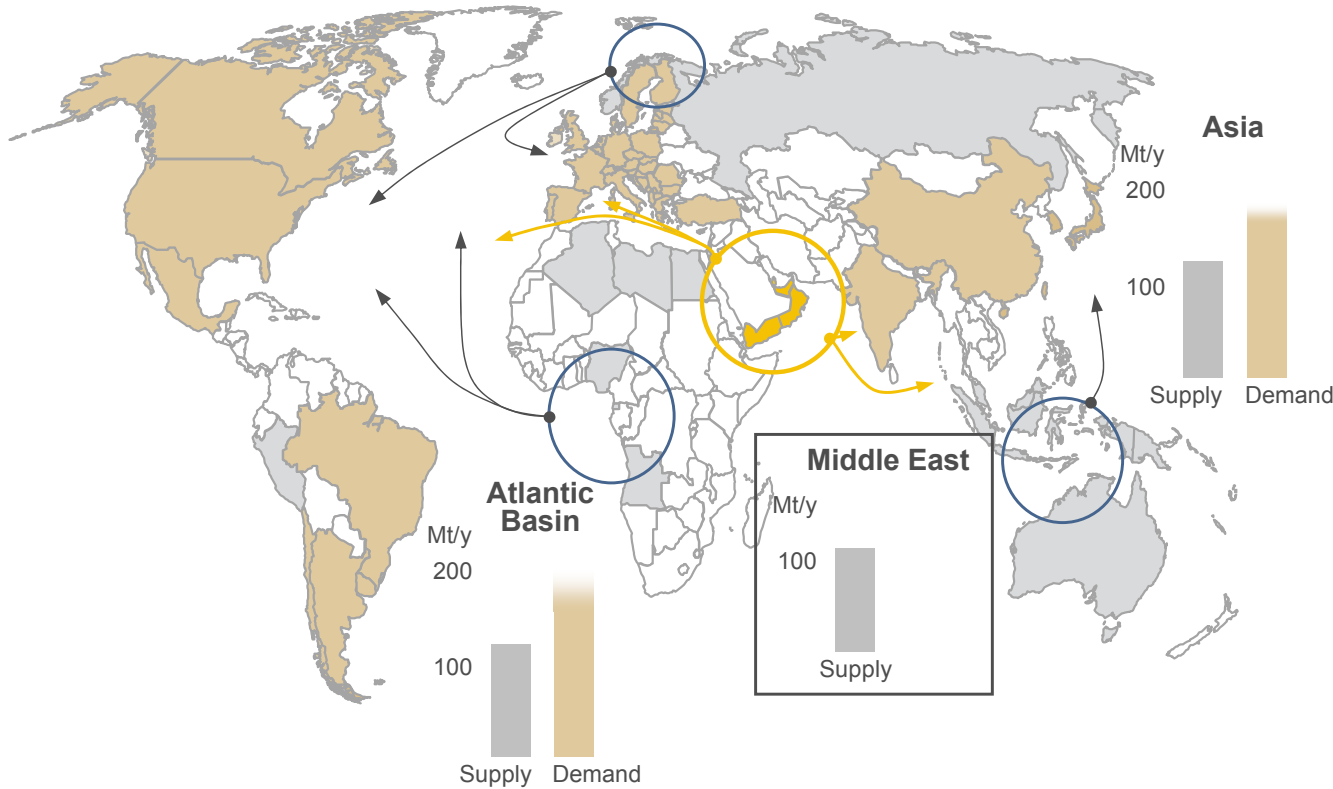 Asia
Mt/y
200
100
Supply
Demand
Middle East
Mt/y
100
Supply
Atlantic
Basin
Mt/y
200
100
Supply
Demand